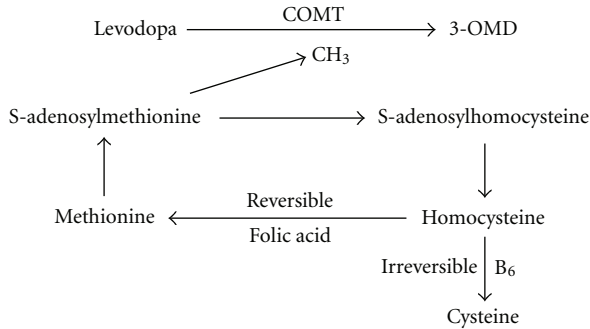 COMT
Levodopa
3-OMD
CH₃
S-adenosylmethionine
S-adenosylhomocysteine
Reversible
Methionine
Homocysteine
Folic acid
Irreversible
B₆
Cysteine